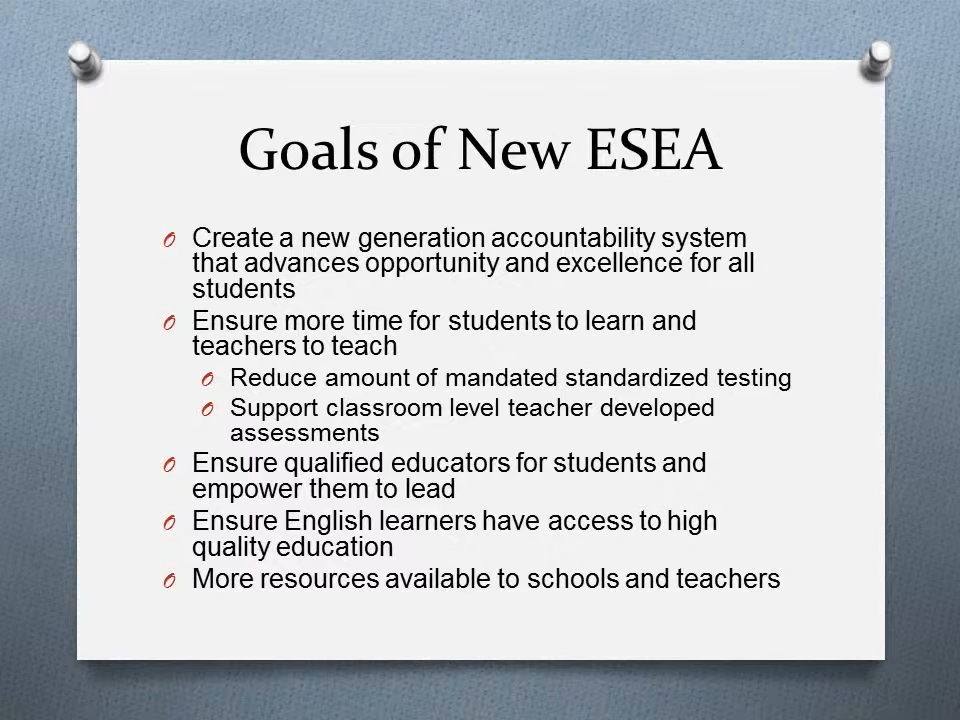 Goals of New ESEA
Create a new generation accountability system
that advances opportunity and excellence for all
students
Ensure more time for students to learn and
teachers to teach
Reduce amount of mandated standardized testing
Support classroom level teacher developed
assessments
Ensure qualified educators for students and
empower them to lead
Ensure English learners have access to high
quality education
More resources available to schools and teachers